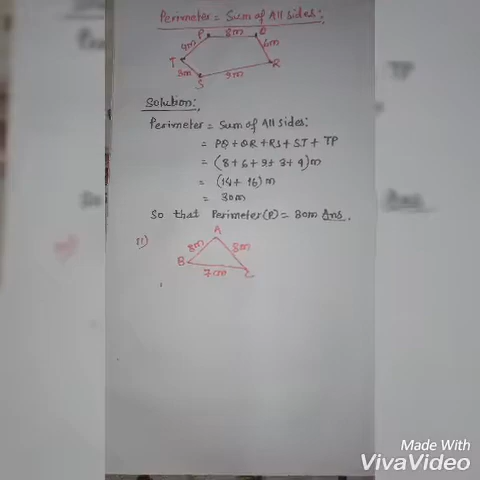 Perimeter = Sum of All sides:
P 8m Q
4m 6m
T R
3m 9m
S
Solution:
Perimeter = Sum of All sides:
= PQ + QR + RS + ST + TP
= (8 + 6 + 9 + 3 + 4) m
= (14 + 16) m
= 30m
So that Perimeter (P) = 30m Ans.
11)
A
8m 8m
B C
7cm
Made With
VivaVideo